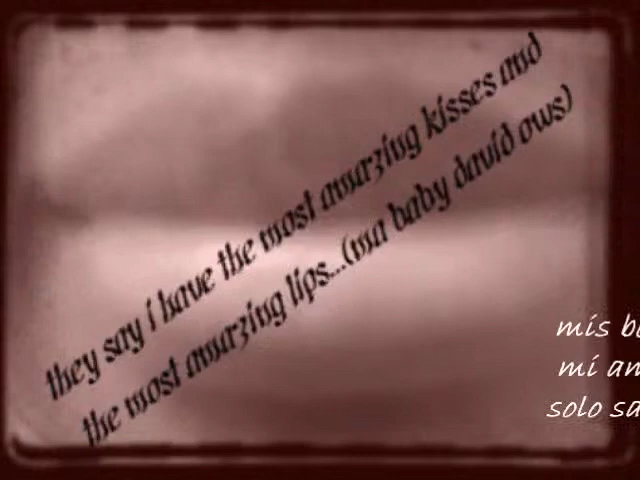 they say i have the most amazing kisses and
the most amazing lips...(ma baby david ows)
mis
mi
solo